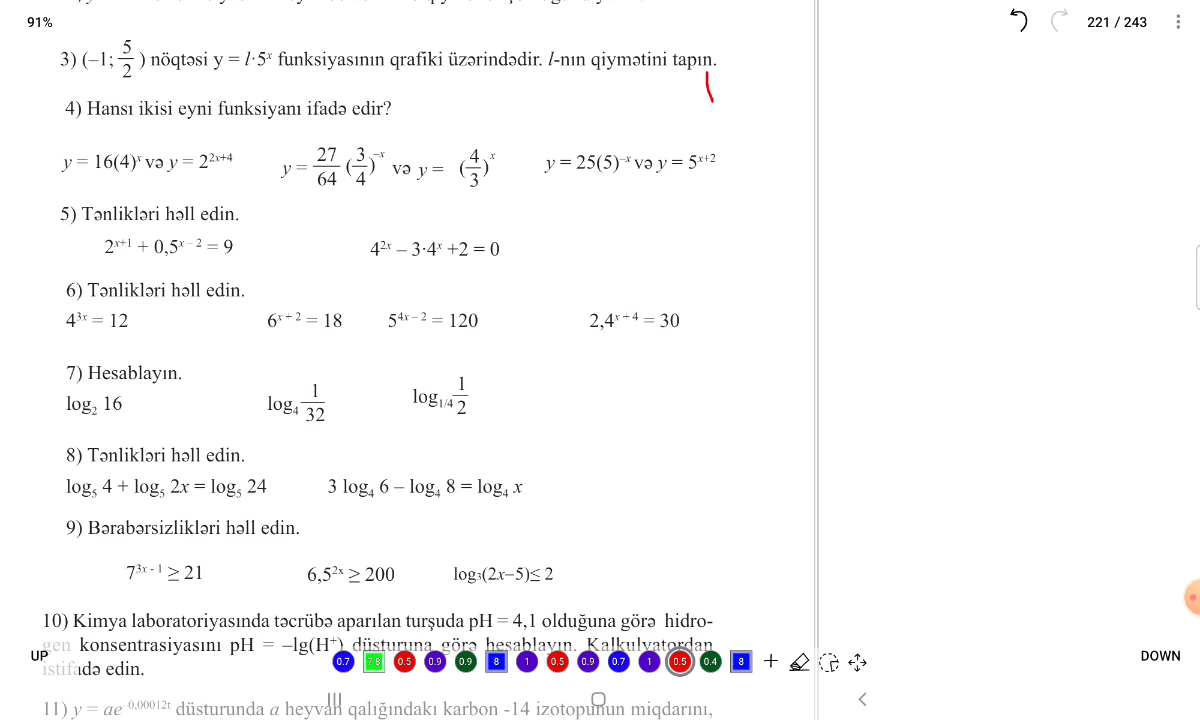 91%
221 / 243
3) (–1; 5/2 ) nöqtəsi y = l·5ˣ funksiyasının qrafiki üzərindədir. l-nın qiymətini tapın.
4) Hansı ikisi eyni funksiyanı ifadə edir?
y = 16(4)ˣ və y = 2²ˣ⁺⁴ y = 27/64 (3/4)⁻ˣ və y = (4/3)ˣ y = 25(5)⁻ˣ və y = 5ˣ⁺²
5) Tənlikləri həll edin.
2ˣ⁺¹ + 0,5ˣ ⁻ ² = 9 4²ˣ – 3·4ˣ +2 = 0
6) Tənlikləri həll edin.
4³ˣ = 12 6ˣ ⁺ ² = 18 5⁴ˣ ⁻ ² = 120 2,4ˣ ⁺ ⁴ = 30
7) Hesablayın.
log₂ 16 log₄ 1/32 log₁/₄ 1/2
8) Tənlikləri həll edin.
log₅ 4 + log₅ 2x = log₅ 24 3 log₄ 6 – log₄ 8 = log₄ x
9) Bərabərsizlikləri həll edin.
7³ˣ ⁻ ¹ ≥ 21 6,5²ˣ ≥ 200 log₃(2x–5)≤ 2
10) Kimya laboratoriyasında təcrübə aparılan turşuda pH = 4,1 olduğuna görə hidro-
gen konsentrasiyasını pH = –lg(H⁺) düsturuna görə hesablayın. Kalkulyatordan
istifadə edin.
UP
0.7 7.8 0.5 0.9 0.9 8 1 0.5 0.9 0.7 1 0.5 0.4 8
DOWN
11) y = ae⁻⁰,⁰⁰⁰¹²ᵗ düsturunda a heyvan qalığındakı karbon -14 izotopunun miqdarını,